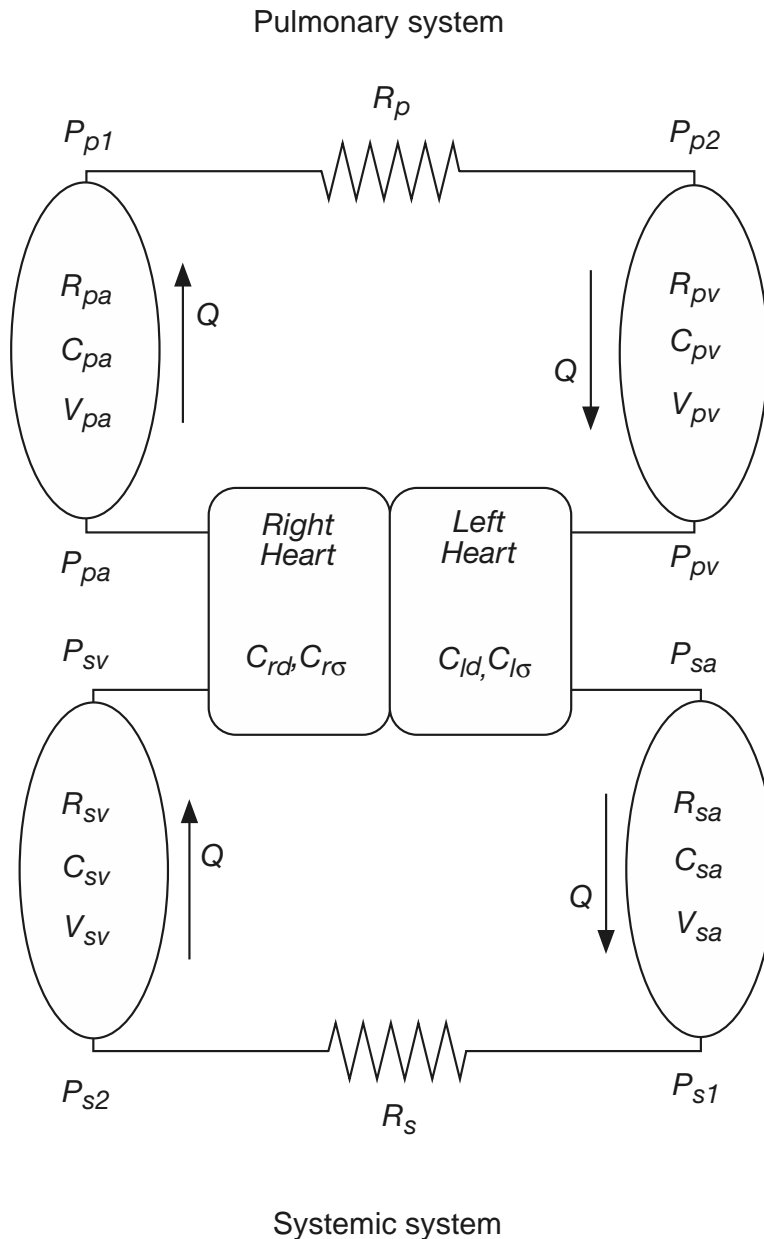 Pulmonary system
R_p
P_p1
P_p2
R_pa
C_pa
V_pa
Q
Q
R_pv
C_pv
V_pv
Right
Heart
Left
Heart
P_pa
P_pv
C_rd, C_rσ
C_ld, C_lσ
P_sv
P_sa
R_sv
C_sv
V_sv
Q
Q
R_sa
C_sa
V_sa
P_s2
R_s
P_s1
Systemic system